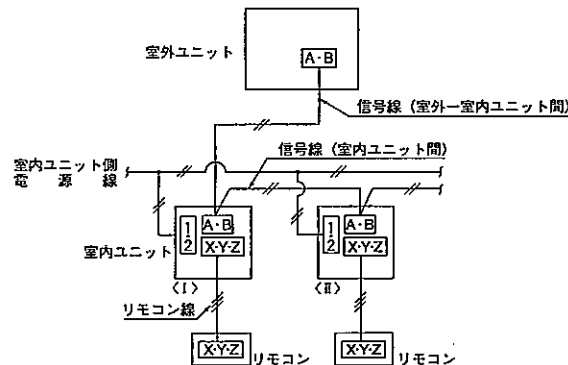 室外ユニット
A·B
信号線（室外ー室内ユニット間）
信号線（室内ユニット間）
室内ユニット側
電源線
1
2
A·B
X·Y·Z
室内ユニット
〈I〉
1
2
A·B
X·Y·Z
〈II〉
リモコン線
X·Y·Z
リモコン
X·Y·Z
リモコン